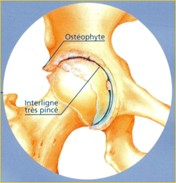 Ostéophyte
Interligne
très pincé